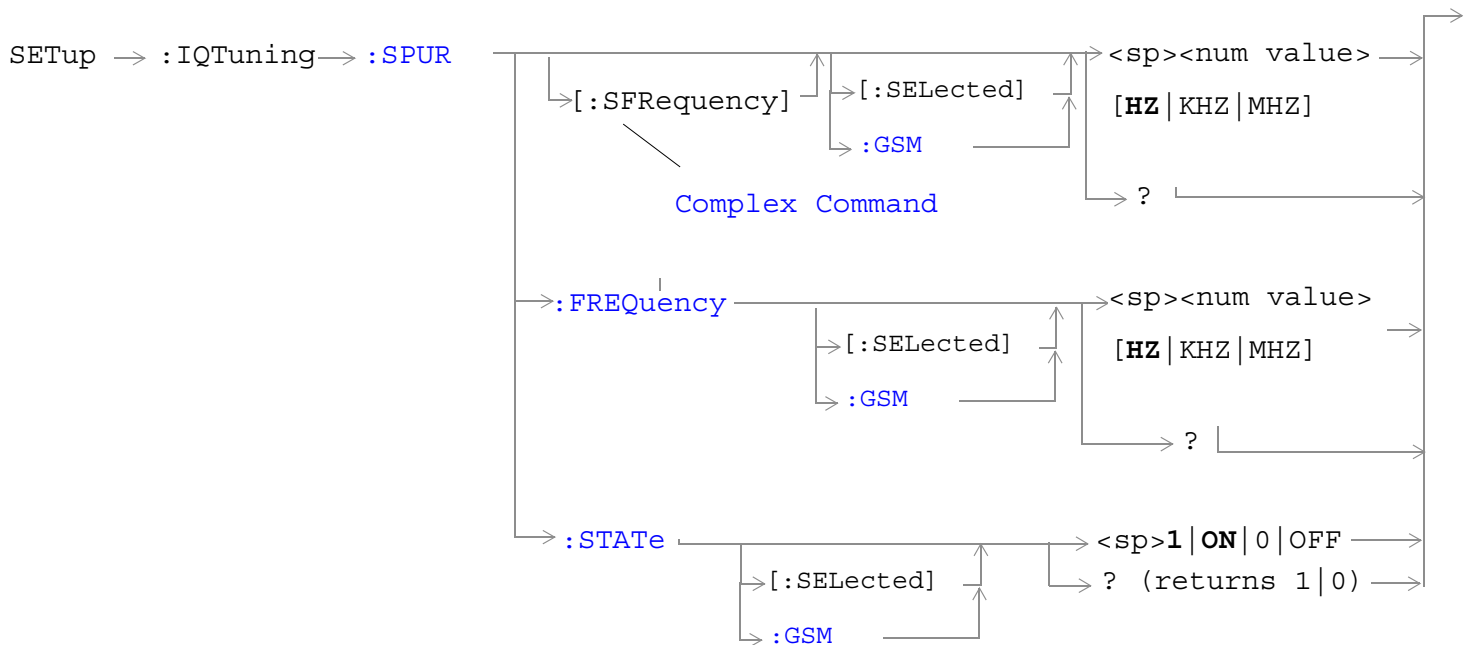 SETup :IQTuning :SPUR <sp><num value>
[:SFRequency] [:SELected] [HZ|KHZ|MHZ]
:GSM
Complex Command ?
:FREQuency <sp><num value>
[:SELected] [HZ|KHZ|MHZ]
:GSM
?
:STATe <sp>1|ON|0|OFF
[:SELected] ? (returns 1|0)
:GSM